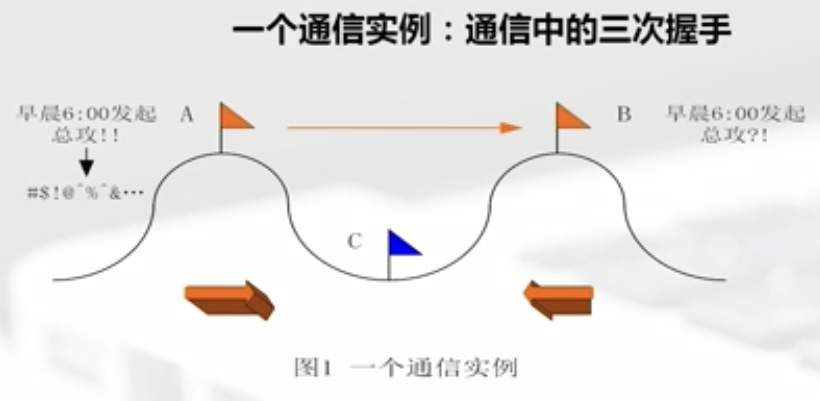 一个通信实例：通信中的三次握手
早晨6:00发起
总攻!!
#$!@^%^&…
A
B
早晨6:00发起
总攻?!
C
图1 一个通信实例